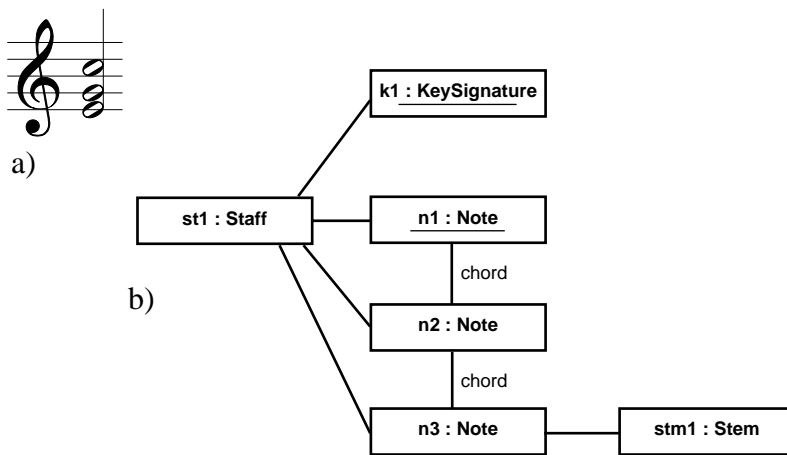 k1 : KeySignature
a)
st1 : Staff
n1 : Note
chord
b)
n2 : Note
chord
n3 : Note
stm1 : Stem